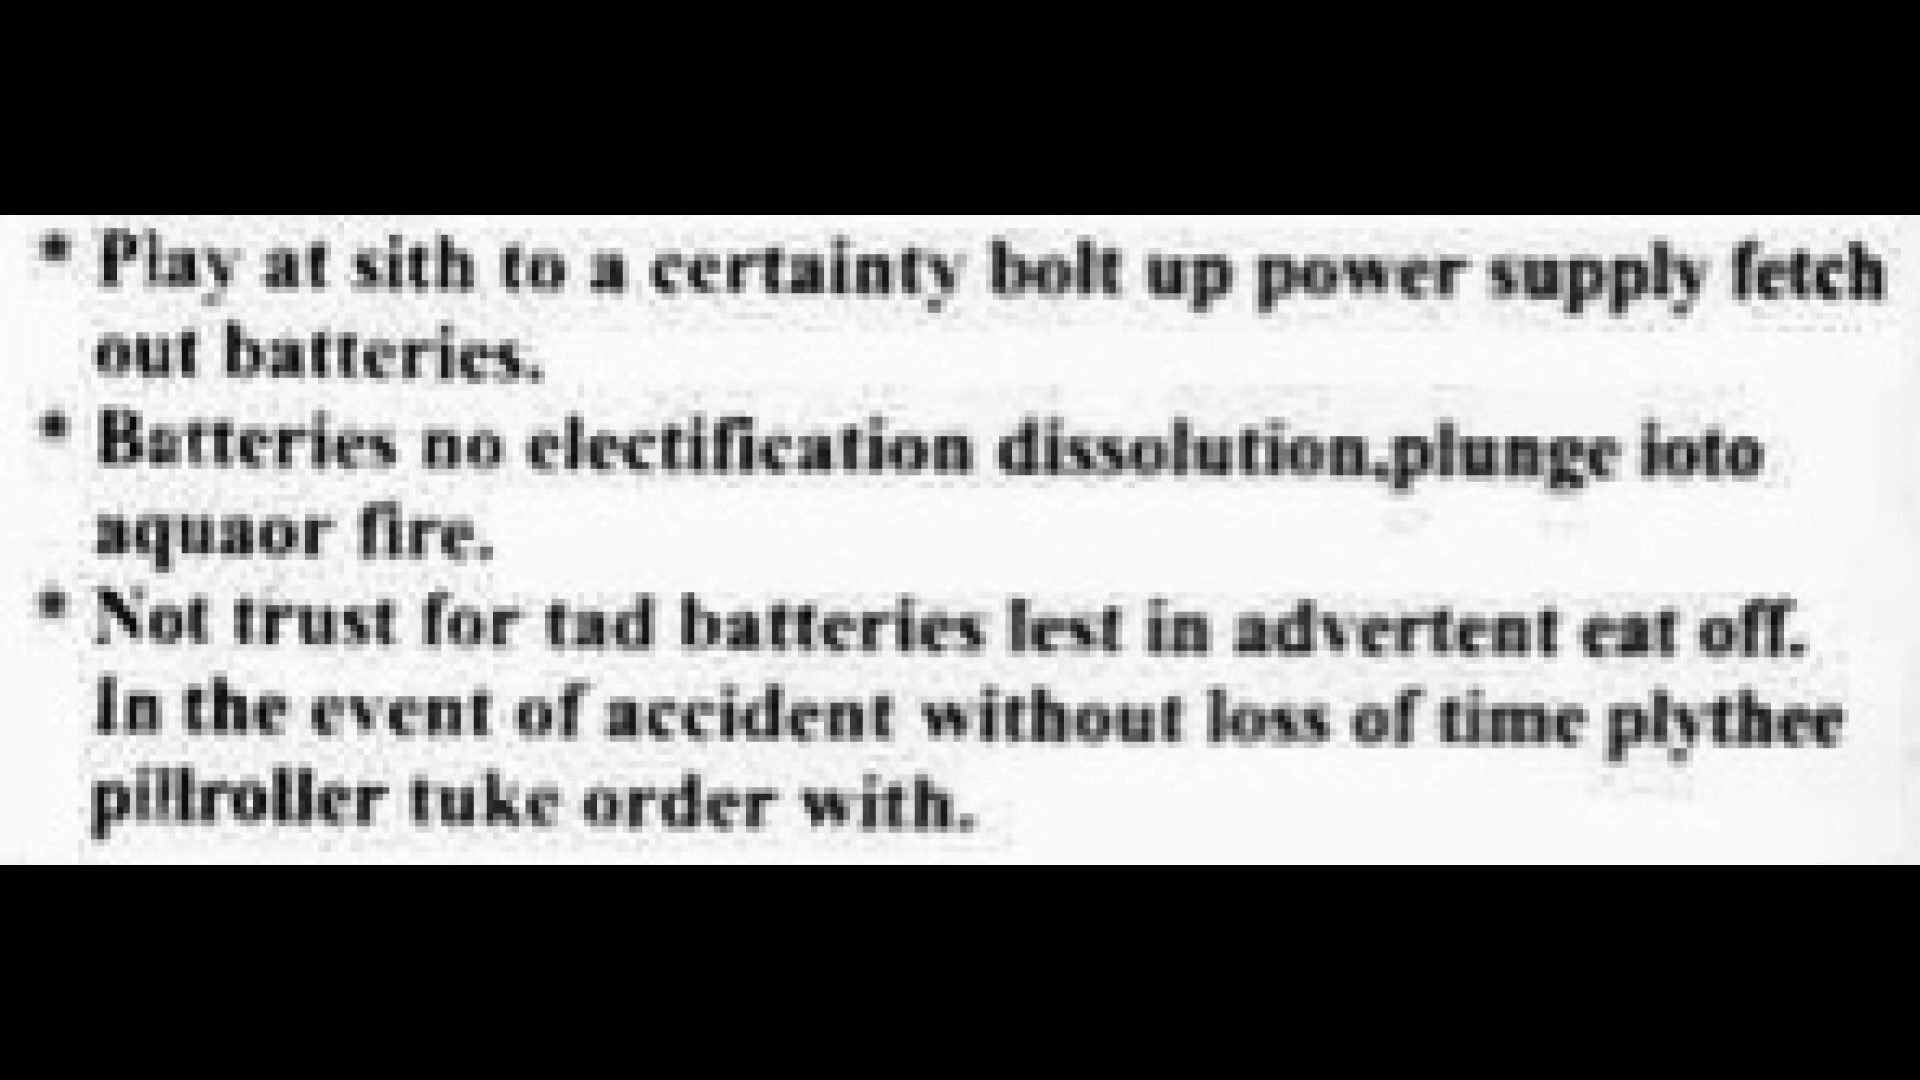 * Play at sith to a certainty bolt up power supply fetch
out batteries.
* Batteries no electification dissolution,plunge ioto
aquaor fire.
* Not trust for tad batteries lest in advertent eat off.
In the event of accident without loss of time plythee
pillroller tuke order with.